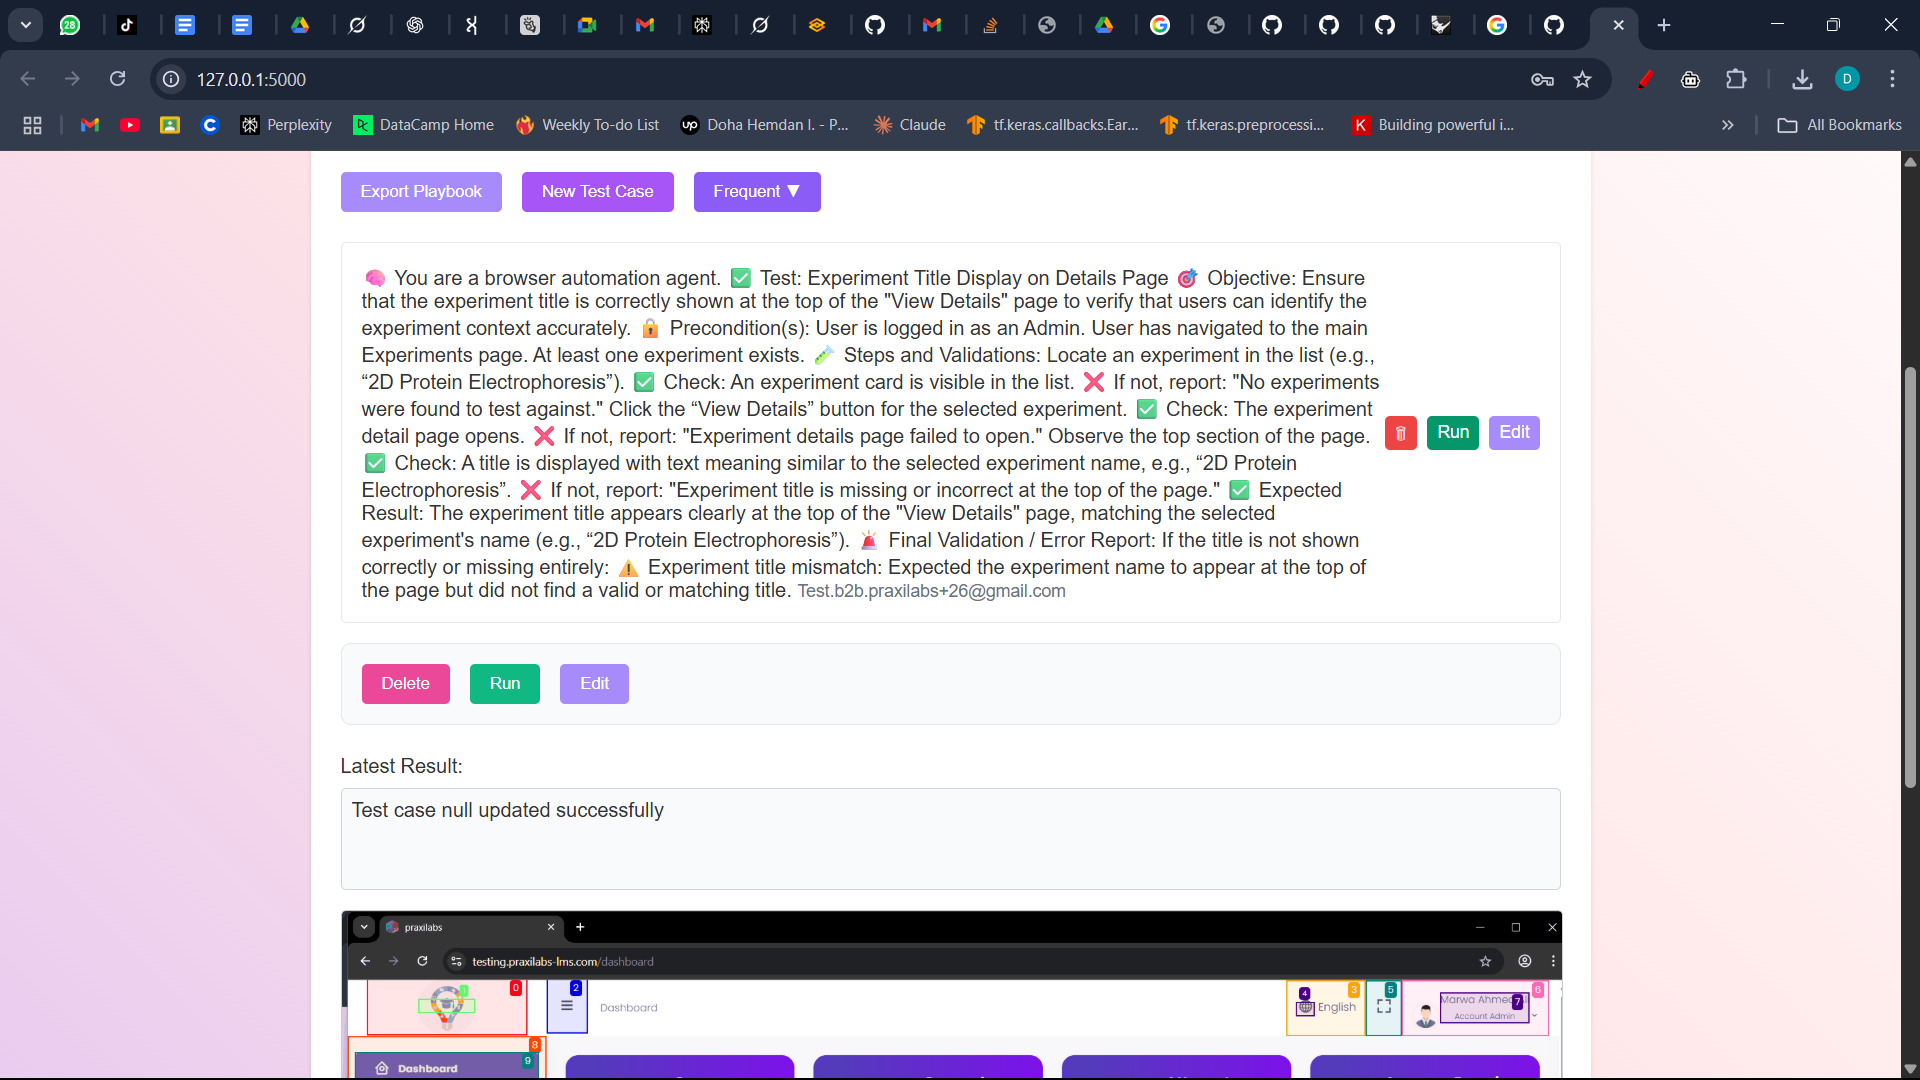 28
127.0.0.1:5000
D
Perplexity
DataCamp Home
Weekly To-do List
up Doha Hemdan I. - P...
Claude
tf.keras.callbacks.Ear...
tf.keras.preprocessi...
K Building powerful i...
All Bookmarks
Export Playbook
New Test Case
Frequent ▼
🧠 You are a browser automation agent. ✅ Test: Experiment Title Display on Details Page 🎯 Objective: Ensure
that the experiment title is correctly shown at the top of the "View Details" page to verify that users can identify the
experiment context accurately. 🔒 Precondition(s): User is logged in as an Admin. User has navigated to the main
Experiments page. At least one experiment exists. 🧪 Steps and Validations: Locate an experiment in the list (e.g.,
“2D Protein Electrophoresis”). ✅ Check: An experiment card is visible in the list. ❌ If not, report: "No experiments
were found to test against." Click the “View Details” button for the selected experiment. ✅ Check: The experiment
detail page opens. ❌ If not, report: "Experiment details page failed to open." Observe the top section of the page.
✅ Check: A title is displayed with text meaning similar to the selected experiment name, e.g., “2D Protein
Electrophoresis”. ❌ If not, report: "Experiment title is missing or incorrect at the top of the page." ✅ Expected
Result: The experiment title appears clearly at the top of the "View Details" page, matching the selected
experiment's name (e.g., “2D Protein Electrophoresis”). 🚨 Final Validation / Error Report: If the title is not shown
correctly or missing entirely: ⚠️ Experiment title mismatch: Expected the experiment name to appear at the top of
the page but did not find a valid or matching title. Test.b2b.praxilabs+26@gmail.com
Run
Edit
Delete
Run
Edit
Latest Result:
Test case null updated successfully
praxilabs
testing.praxilabs-lms.com/dashboard
0
1
2
Dashboard
3
4
English
5
6
Marwa Ahmed
7
Account Admin
8
9
Dashboard